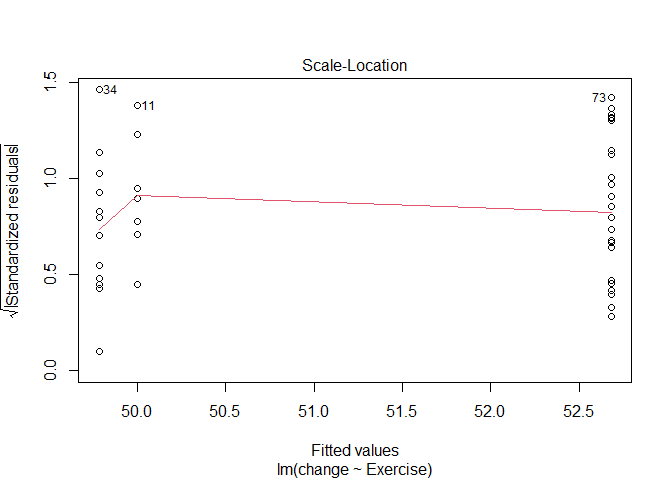 Scale-Location
√|Standardized residuals|
1.5
1.0
0.5
0.0
34
11
73
50.0 50.5 51.0 51.5 52.0 52.5
Fitted values
lm(change ~ Exercise)